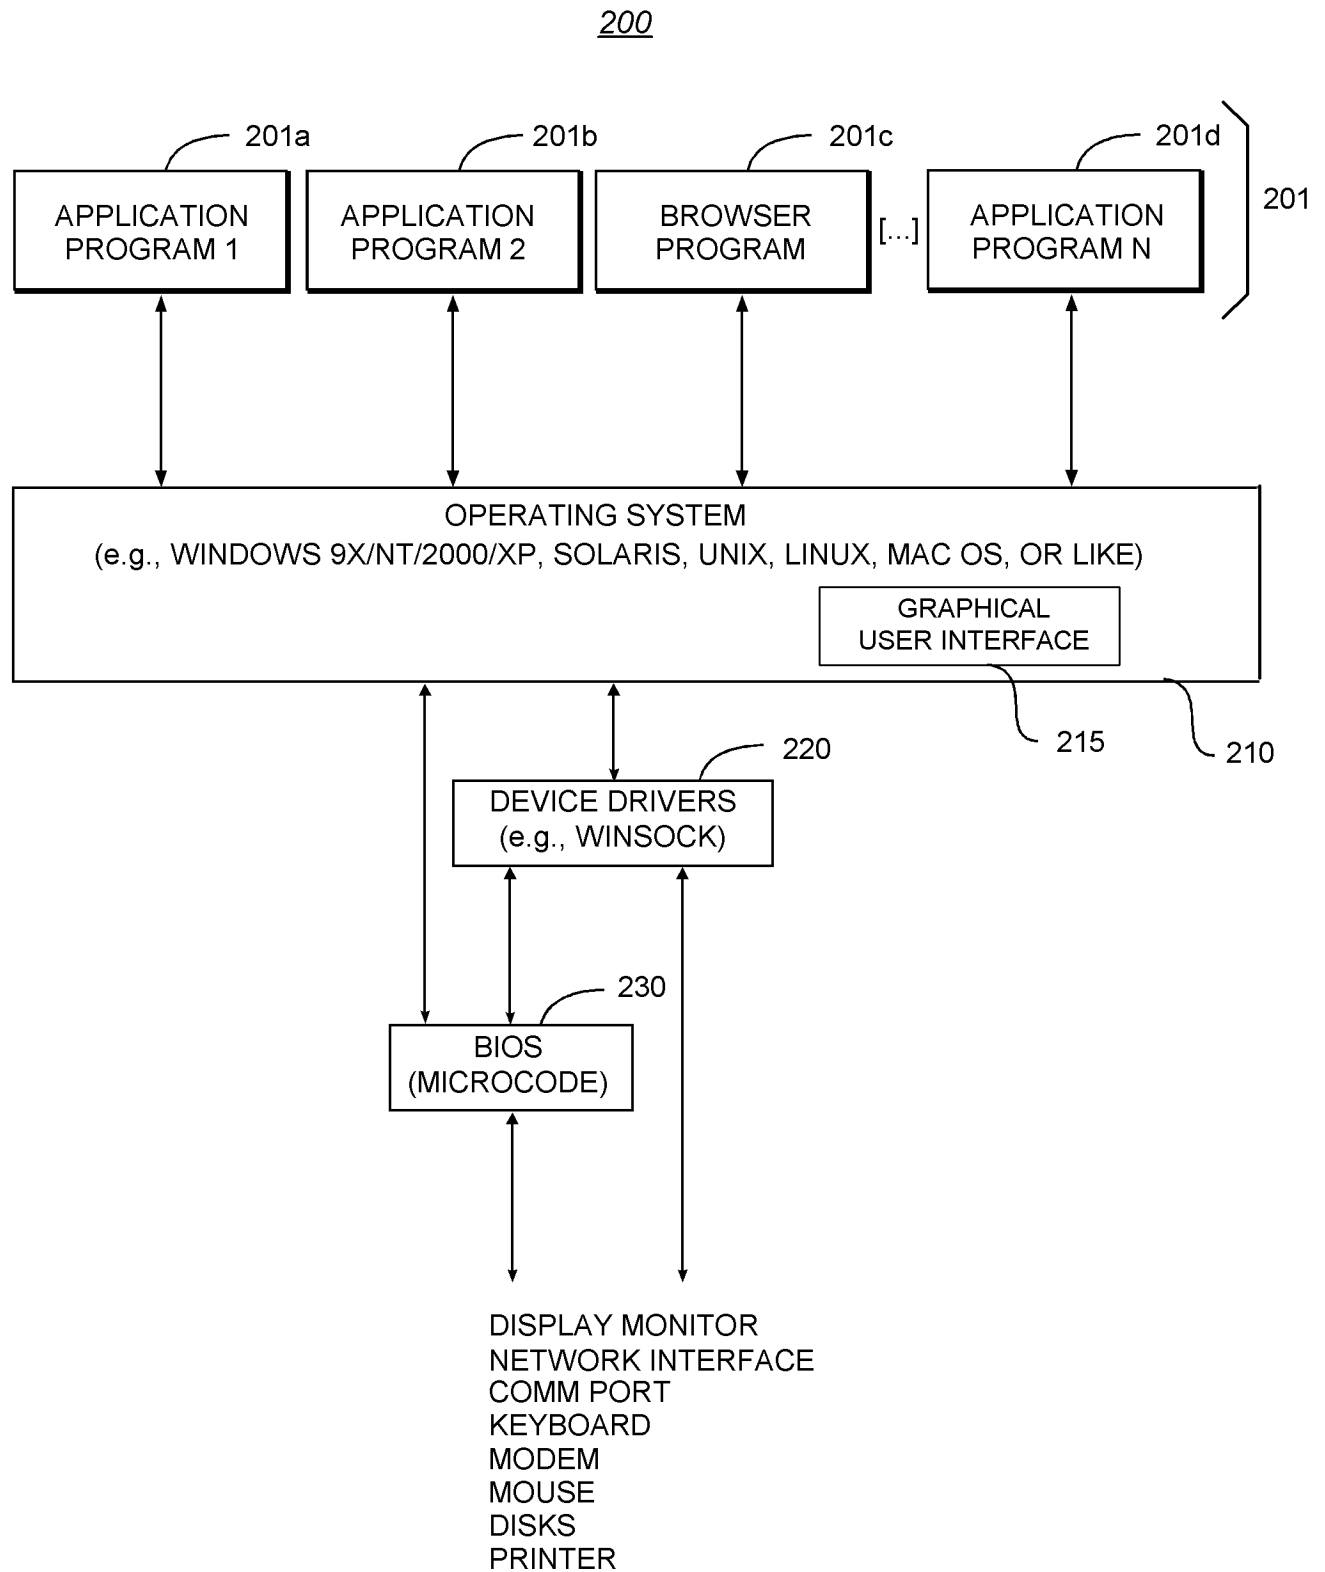 200
201a
201b
201c
201d
APPLICATION
PROGRAM 1
APPLICATION
PROGRAM 2
BROWSER
PROGRAM
[...]
APPLICATION
PROGRAM N
201
OPERATING SYSTEM
(e.g., WINDOWS 9X/NT/2000/XP, SOLARIS, UNIX, LINUX, MAC OS, OR LIKE)
GRAPHICAL
USER INTERFACE
215
210
220
DEVICE DRIVERS
(e.g., WINSOCK)
230
BIOS
(MICROCODE)
DISPLAY MONITOR
NETWORK INTERFACE
COMM PORT
KEYBOARD
MODEM
MOUSE
DISKS
PRINTER